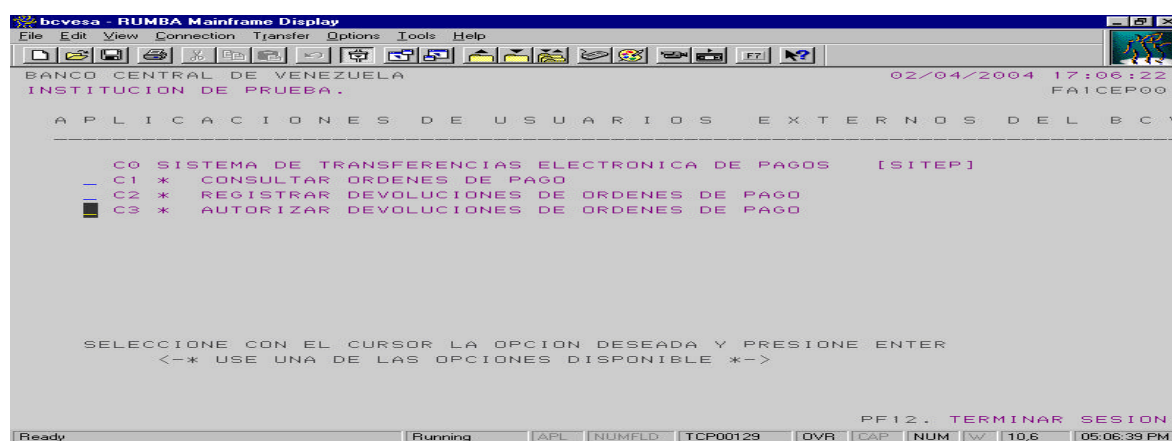 bcvesa - RUMBA Mainframe Display
File Edit View Connection Transfer Options Tools Help
F7
BANCO CENTRAL DE VENEZUELA 02/04/2004 17:06:22
INSTITUCION DE PRUEBA. FA1CEP00
A P L I C A C I O N E S D E U S U A R I O S E X T E R N O S D E L B C V
C0 SISTEMA DE TRANSFERENCIAS ELECTRONICA DE PAGOS [SITEP]
_ C1 * CONSULTAR ORDENES DE PAGO
_ C2 * REGISTRAR DEVOLUCIONES DE ORDENES DE PAGO
_ C3 * AUTORIZAR DEVOLUCIONES DE ORDENES DE PAGO
SELECCIONE CON EL CURSOR LA OPCION DESEADA Y PRESIONE ENTER
<-* USE UNA DE LAS OPCIONES DISPONIBLE *->
PF12. TERMINAR SESION
Ready Running APL NUMFLD TCP00129 OVR CAP NUM W 10,6 05:06:39 PM